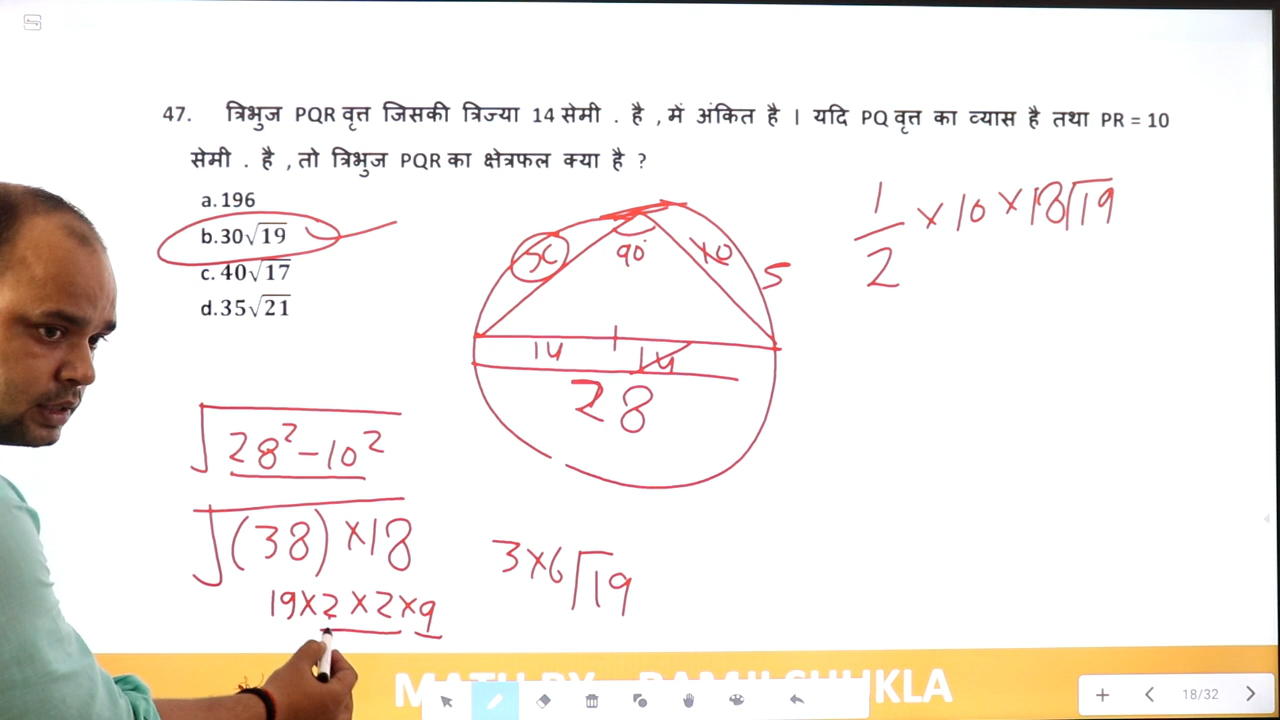 47. त्रिभुज PQR वृत्त जिसकी त्रिज्या 14 सेमी . है , में अंकित है । यदि PQ वृत्त का व्यास है तथा PR = 10
सेमी . है , तो त्रिभुज PQR का क्षेत्रफल क्या है ?
a. 196
b. 30√19
c. 40√17
d. 35√21
1/2 × 10 × 18√19
90° 10 5
14 14
28
√28² – 10²
√(38) × 18
19 × 2 × 2 × 9
3 × 6√19
MATH BY
18/32